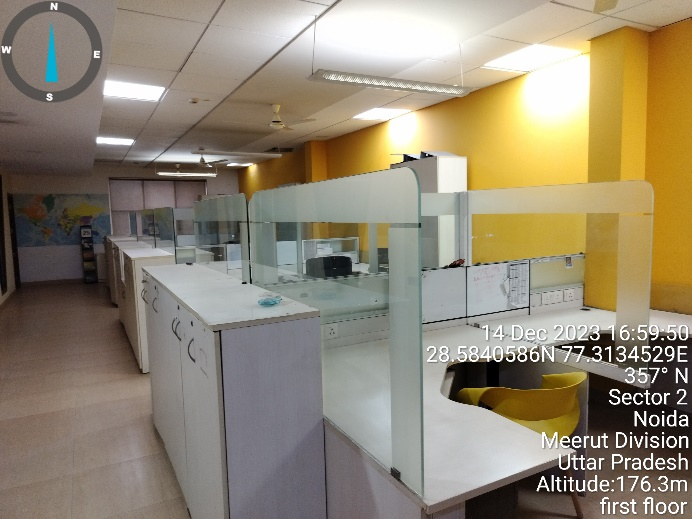 N
W
E
S
14 Dec 2023 16:59:50
28.5840586N 77.3134529E
357° N
Sector 2
Noida
Meerut Division
Uttar Pradesh
Altitude:176.3m
first floor